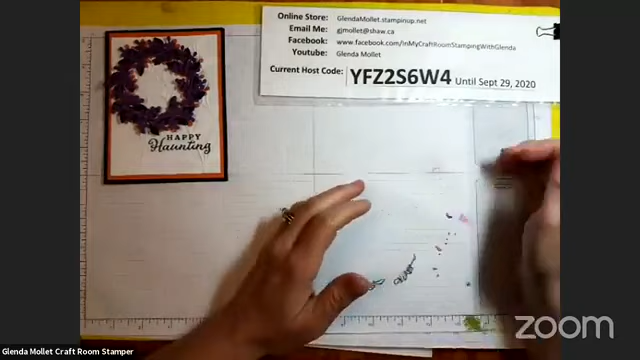 Online Store: GlendaMollet.stampinup.net
Email Me: gjmollet@shaw.ca
Facebook: www.facebook.com/InMyCraftRoomStampingWithGlenda
Youtube: Glenda Mollet
Current Host Code: YFZ2S6W4 Until Sept 29, 2020
HAPPY
Haunting
zoom
Glenda Mollet Craft Room Stamper